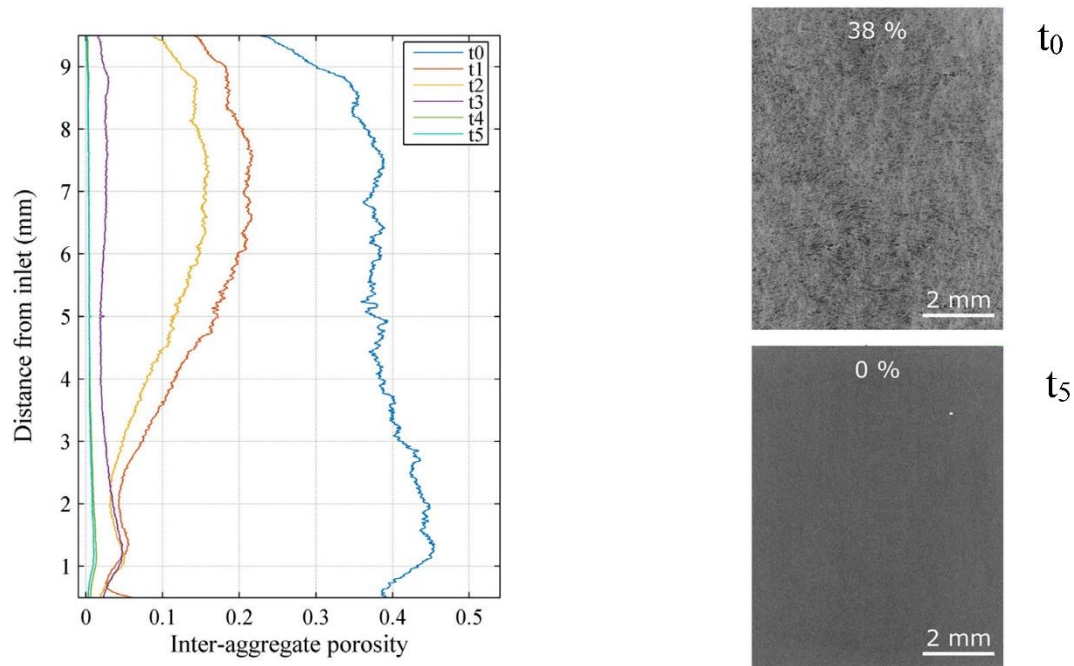 t0
t1
t2
t3
t4
t5
9
8
7
6
5
4
3
2
1
Distance from inlet (mm)
0 0.1 0.2 0.3 0.4 0.5
Inter-aggregate porosity
38 %
2 mm
t0
0 %
2 mm
t5